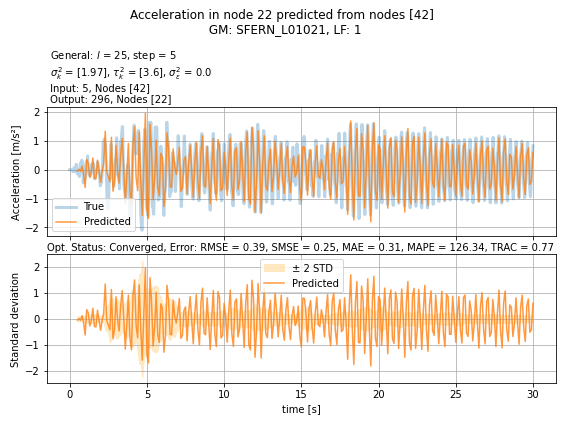 Acceleration in node 22 predicted from nodes [42]
GM: SFERN_L01021, LF: 1
General: l = 25, step = 5
σ²ₖ = [1.97], τ²ₖ = [3.6], σ²ε = 0.0
Input: 5, Nodes [42]
Output: 296, Nodes [22]
Acceleration [m/s²]
2
1
0
−1
−2
True
Predicted
Opt. Status: Converged, Error: RMSE = 0.39, SMSE = 0.25, MAE = 0.31, MAPE = 126.34, TRAC = 0.77
Standard deviation
2
1
0
−1
−2
± 2 STD
Predicted
0 5 10 15 20 25 30
time [s]